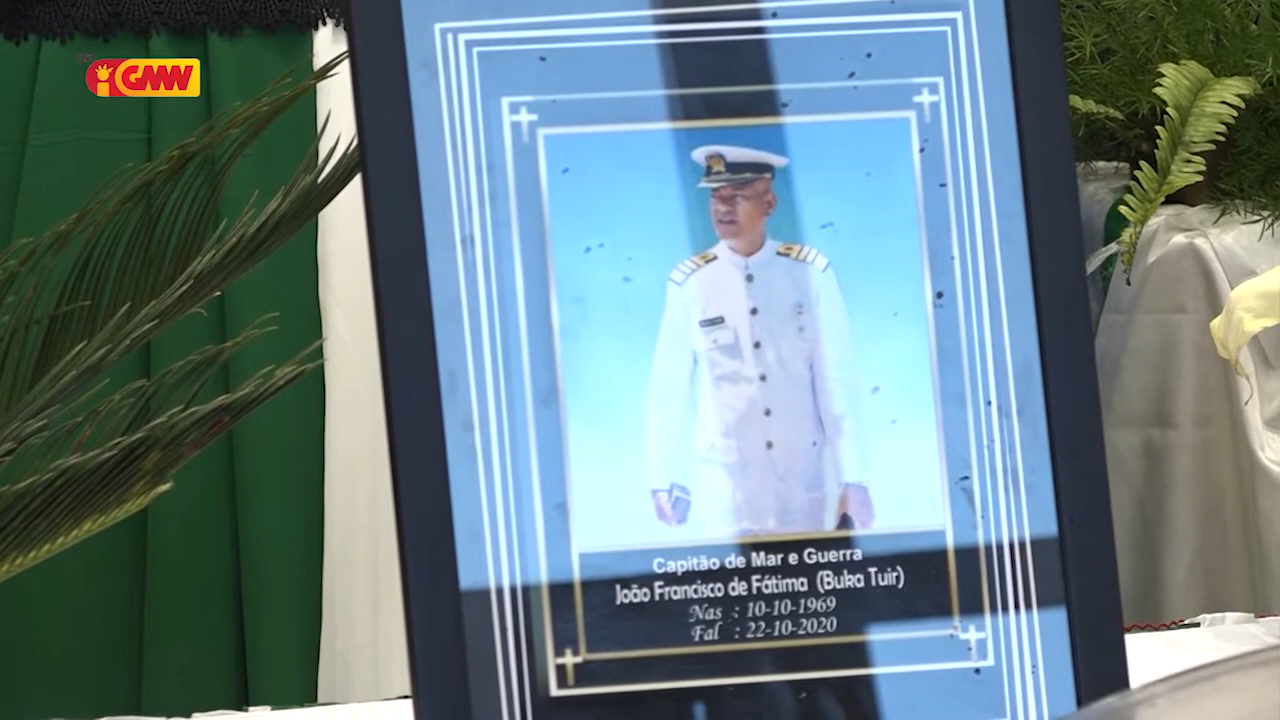 GMN
Capitão de Mar e Guerra
João Francisco de Fátima (Buka Tuir)
Nas : 10-10-1969
Fal : 22-10-2020